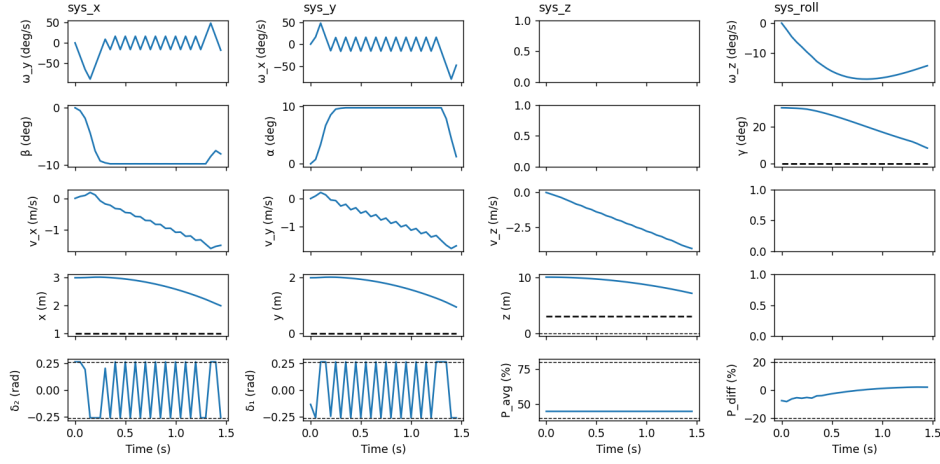 sys_x
sys_y
sys_z
sys_roll
50
0
−50
ω_y (deg/s)
50
0
−50
ω_x (deg/s)
1.0
0.5
0.0
0
−10
ω_z (deg/s)
0
−10
β (deg)
10
0
α (deg)
1.0
0.5
0.0
20
0
γ (deg)
0
−1
v_x (m/s)
0
−1
v_y (m/s)
0.0
−2.5
v_z (m/s)
1.0
0.5
0.0
3
2
1
x (m)
2
0
y (m)
10
5
0
z (m)
1.0
0.5
0.0
0.25
0.00
−0.25
δ₂ (rad)
0.25
0.00
−0.25
δ₁ (rad)
75
50
P_avg (%)
20
0
−20
P_diff (%)
0.0 0.5 1.0 1.5
Time (s)
0.0 0.5 1.0 1.5
Time (s)
0.0 0.5 1.0 1.5
Time (s)
0.0 0.5 1.0 1.5
Time (s)